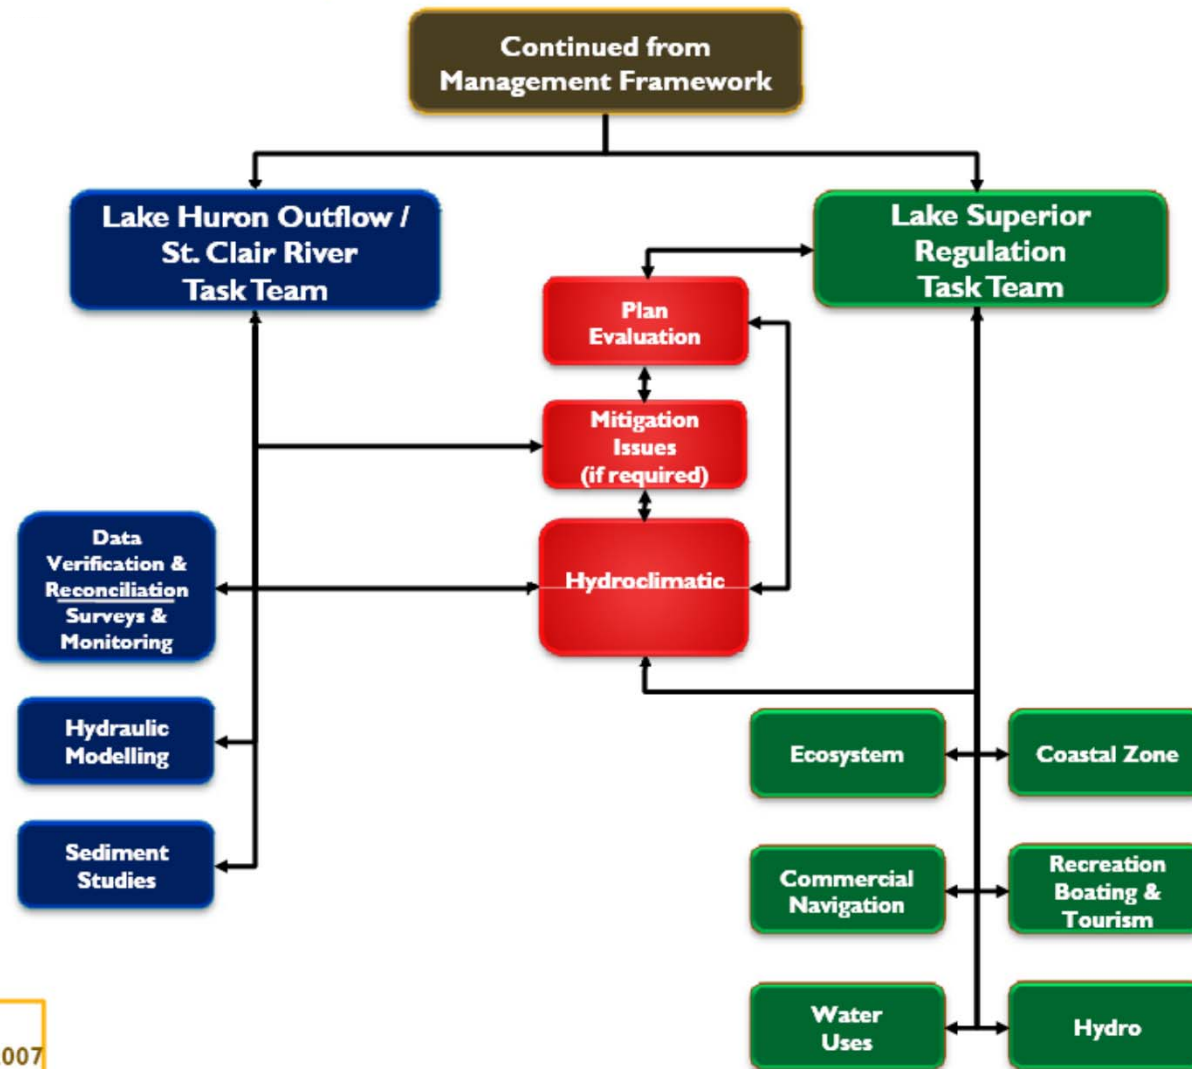 Continued from
Management Framework
Lake Huron Outflow /
St. Clair River
Task Team
Lake Superior
Regulation
Task Team
Plan
Evaluation
Mitigation
Issues
(if required)
Data
Verification &
Reconciliation
Surveys &
Monitoring
Hydroclimatic
Hydraulic
Modelling
Ecosystem
Coastal Zone
Sediment
Studies
Commercial
Navigation
Recreation
Boating &
Tourism
Water
Uses
Hydro
007